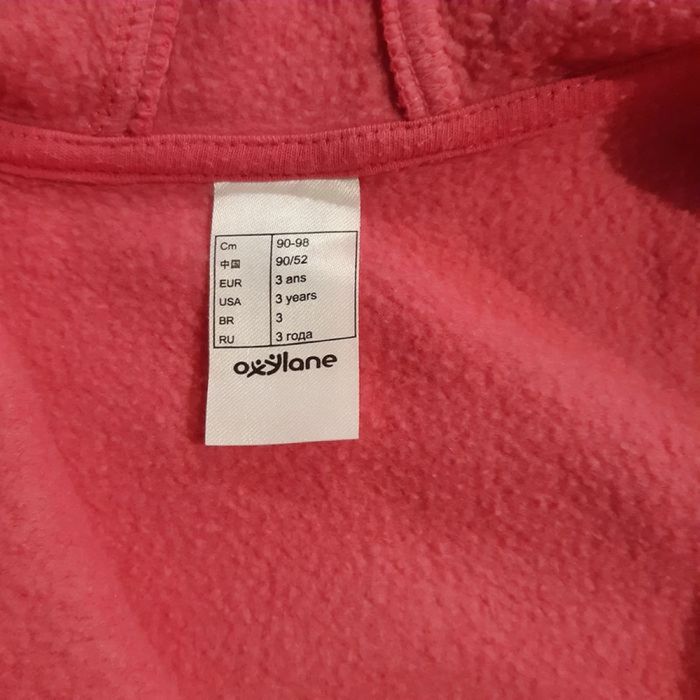 Cm 90-98
中国 90/52
EUR 3 ans
USA 3 years
BR 3
RU 3 года
oxylane